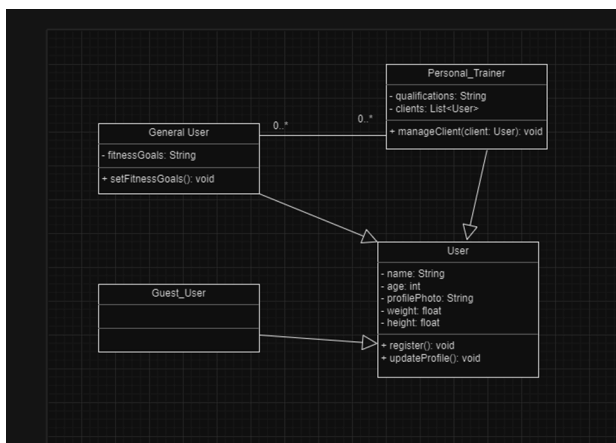 Personal_Trainer
- qualifications: String
- clients: List<User>
+ manageClient(client: User): void
0..*
0..*
General User
- fitnessGoals: String
+ setFitnessGoals(): void
User
- name: String
- age: int
- profilePhoto: String
- weight: float
- height: float
+ register(): void
+ updateProfile(): void
Guest_User